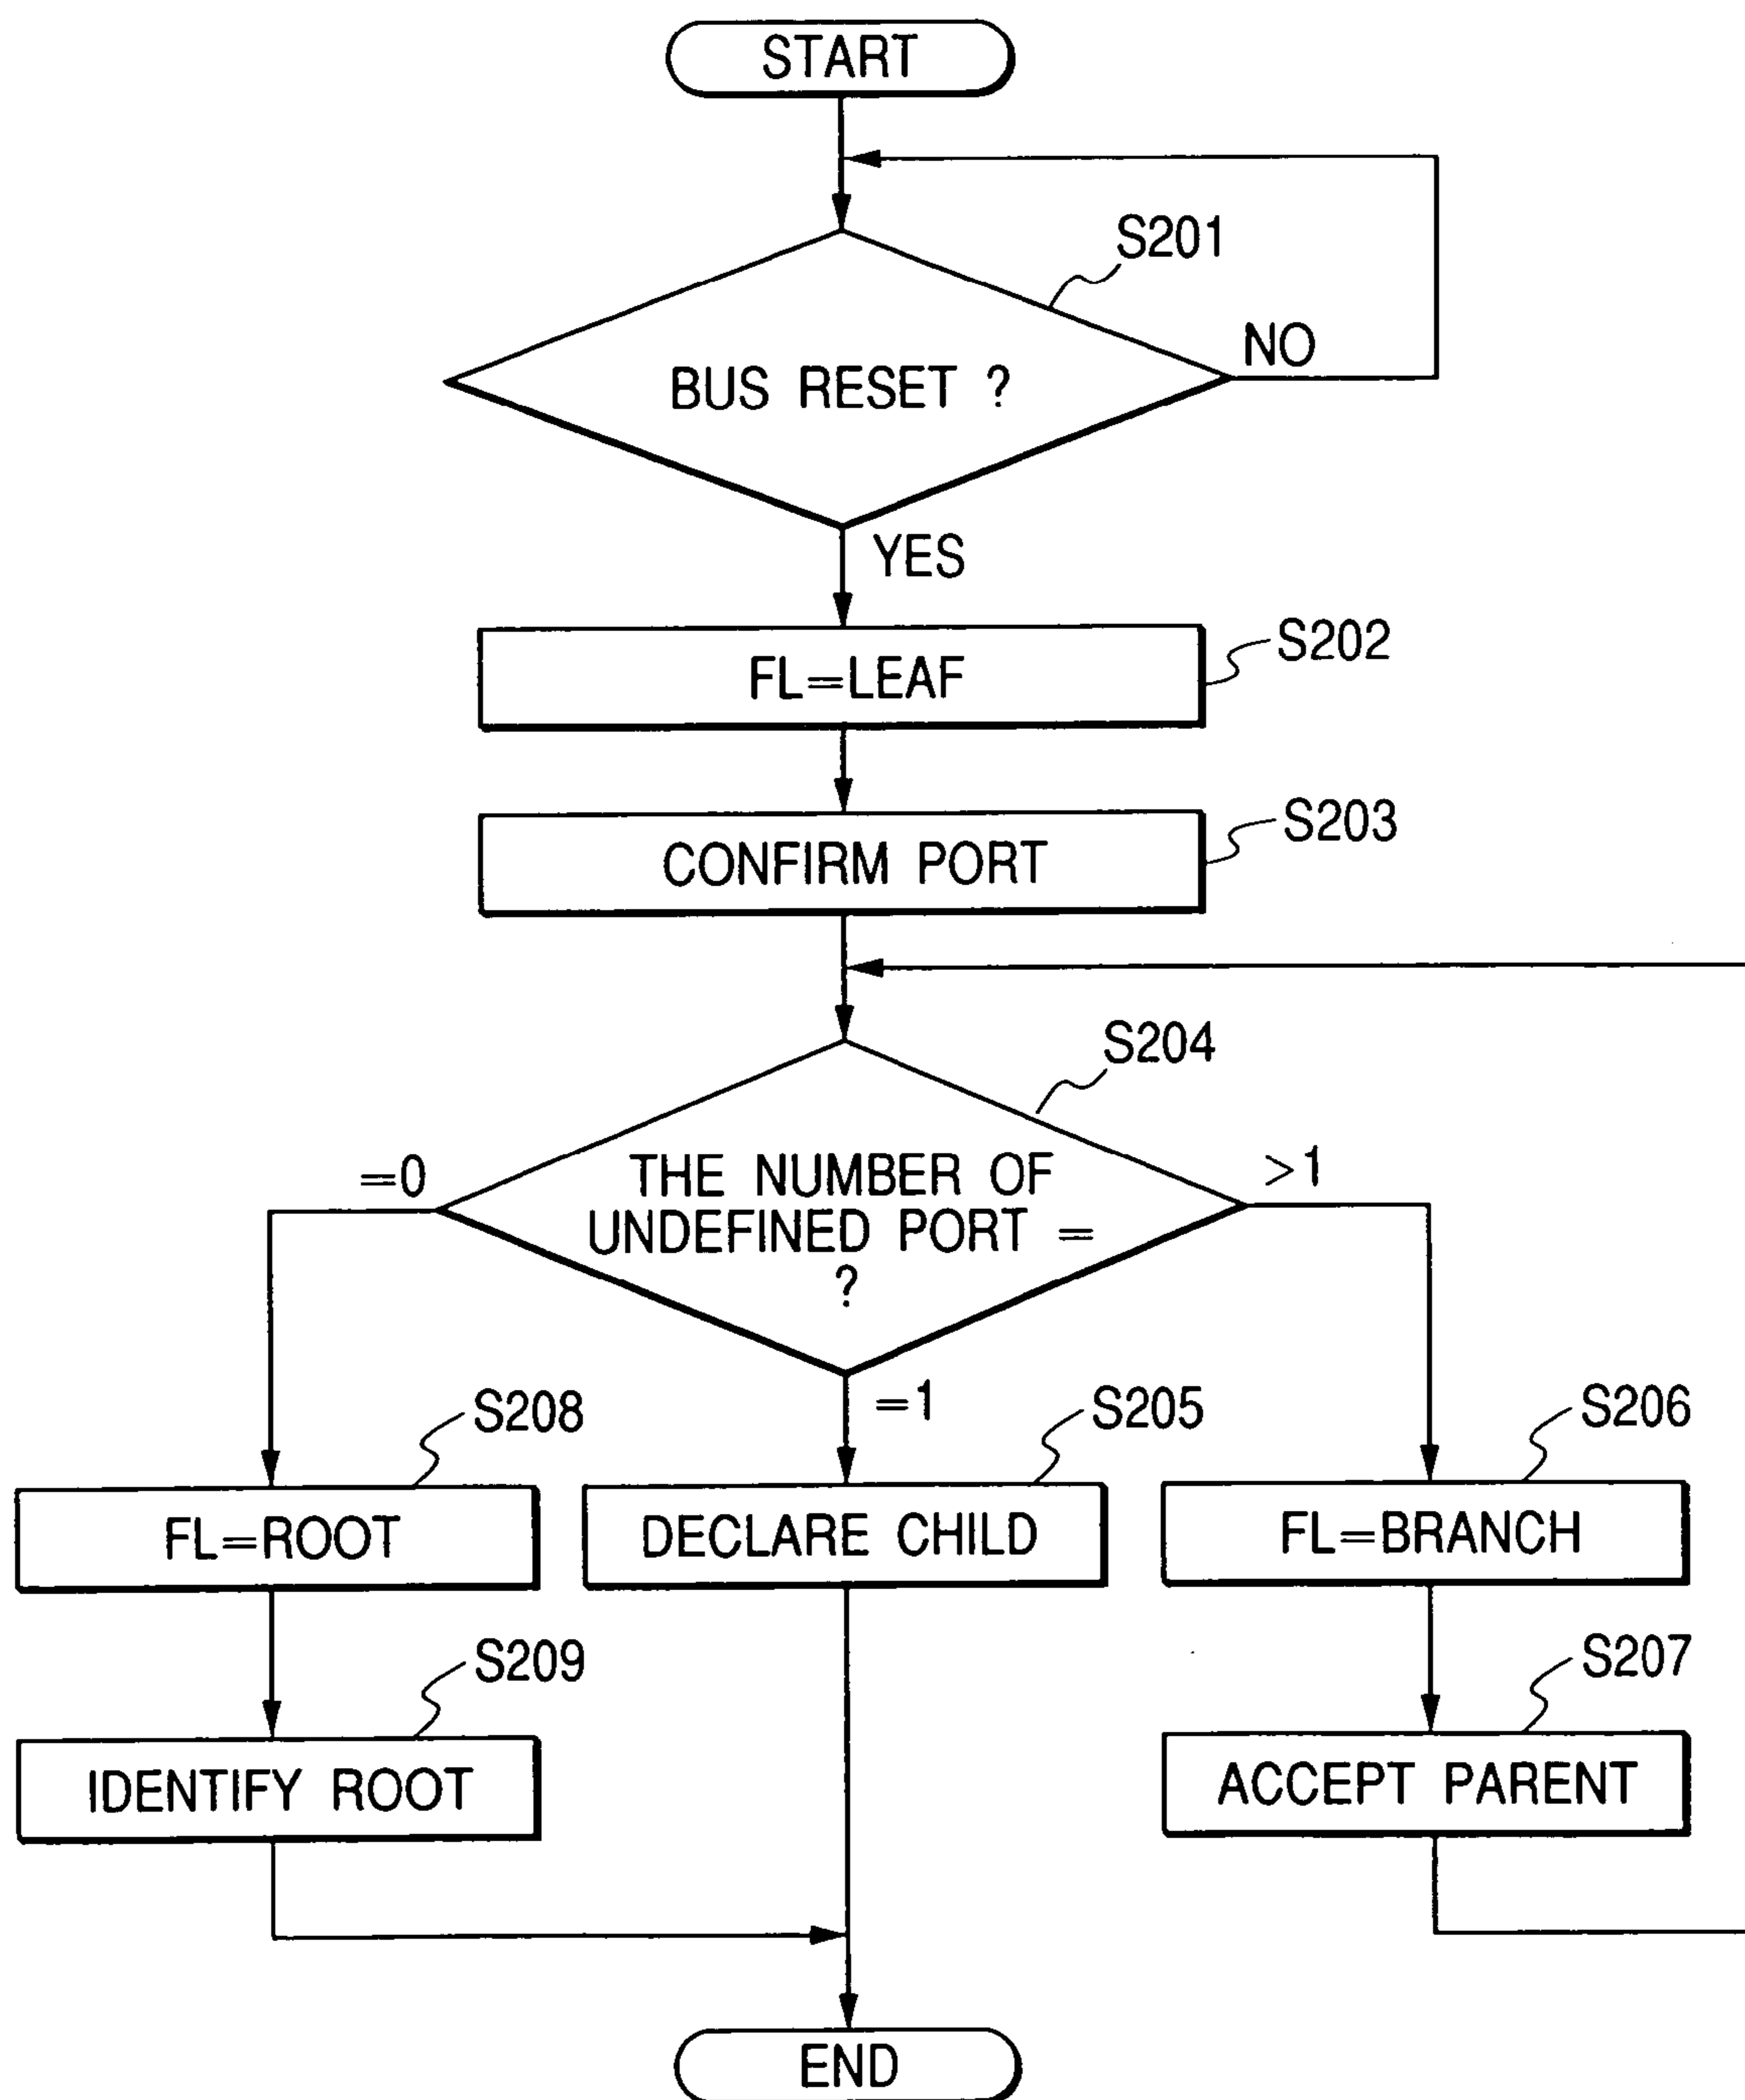 START
S201
BUS RESET ?
NO
YES
FL=LEAF
S202
CONFIRM PORT
S203
S204
=0
THE NUMBER OF
UNDEFINED PORT =
?
>1
=1
S208
S205
S206
FL=ROOT
DECLARE CHILD
FL=BRANCH
S209
S207
IDENTIFY ROOT
ACCEPT PARENT
END